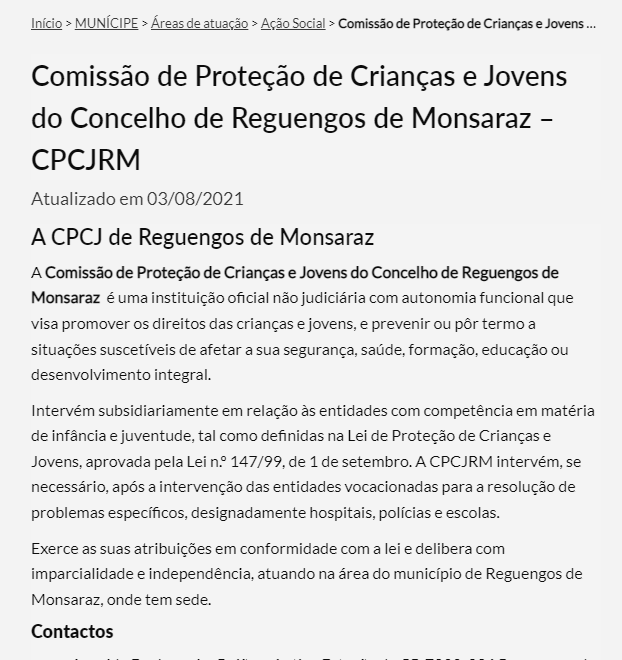 Início > MUNÍCIPE > Áreas de atuação > Ação Social > Comissão de Proteção de Crianças e Jovens ...
Comissão de Proteção de Crianças e Jovens
do Concelho de Reguengos de Monsaraz –
CPCJRM
Atualizado em 03/08/2021
A CPCJ de Reguengos de Monsaraz
A Comissão de Proteção de Crianças e Jovens do Concelho de Reguengos de
Monsaraz é uma instituição oficial não judiciária com autonomia funcional que
visa promover os direitos das crianças e jovens, e prevenir ou pôr termo a
situações suscetíveis de afetar a sua segurança, saúde, formação, educação ou
desenvolvimento integral.
Intervém subsidiariamente em relação às entidades com competência em matéria
de infância e juventude, tal como definidas na Lei de Proteção de Crianças e
Jovens, aprovada pela Lei n.º 147/99, de 1 de setembro. A CPCJRM intervém, se
necessário, após a intervenção das entidades vocacionadas para a resolução de
problemas específicos, designadamente hospitais, polícias e escolas.
Exerce as suas atribuições em conformidade com a lei e delibera com
imparcialidade e independência, atuando na área do município de Reguengos de
Monsaraz, onde tem sede.
Contactos